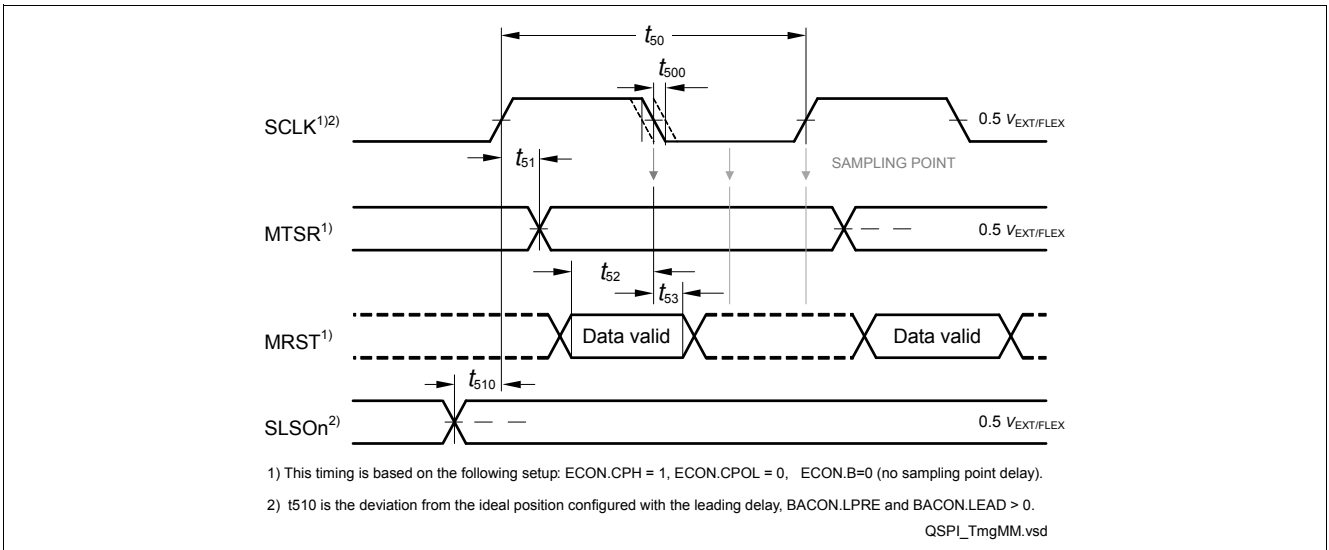 t50
t500
SCLK1)2)
0.5 VEXT/FLEX
t51
SAMPLING POINT
MTSR1)
0.5 VEXT/FLEX
t52
t53
MRST1)
Data valid
Data valid
t510
SLSOn2)
0.5 VEXT/FLEX
1) This timing is based on the following setup: ECON.CPH = 1, ECON.CPOL = 0, ECON.B=0 (no sampling point delay).
2) t510 is the deviation from the ideal position configured with the leading delay, BACON.LPRE and BACON.LEAD > 0.
QSPI_TmgMM.vsd